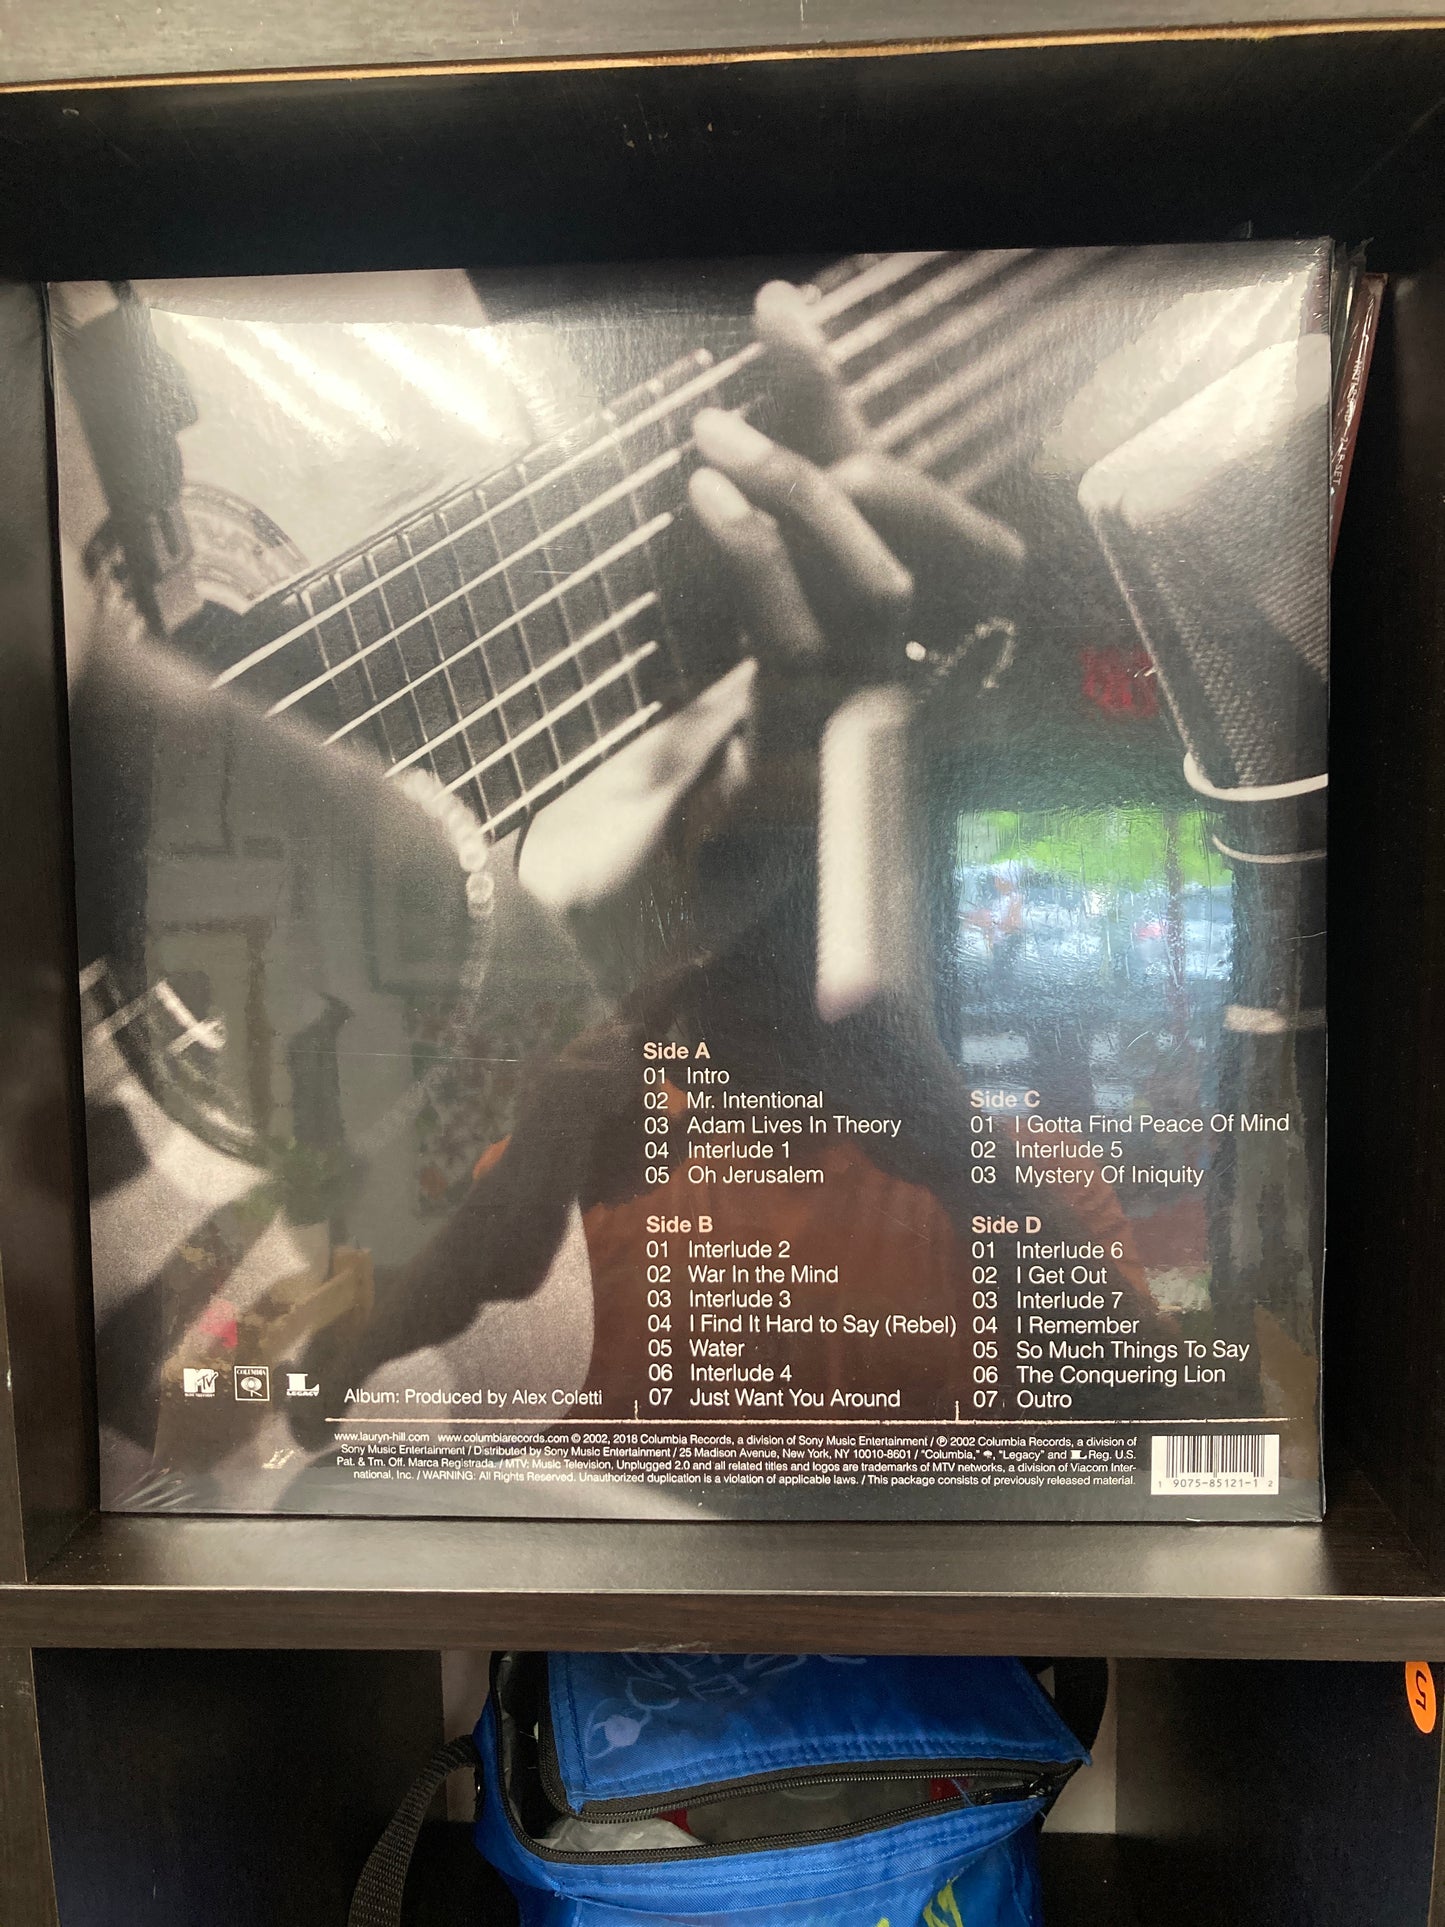 Side A
01 Intro
02 Mr. Intentional
03 Adam Lives In Theory
04 Interlude 1
05 Oh Jerusalem
Side B
01 Interlude 2
02 War In the Mind
03 Interlude 3
04 I Find It Hard to Say (Rebel)
05 Water
06 Interlude 4
07 Just Want You Around
Side C
01 I Gotta Find Peace Of Mind
02 Interlude 5
03 Mystery Of Iniquity
Side D
01 Interlude 6
02 I Get Out
03 Interlude 7
04 I Remember
05 So Much Things To Say
06 The Conquering Lion
07 Outro
MTV
COLUMBIA
L
LEGACY
Album: Produced by Alex Coletti
www.lauryn-hill.com www.columbiarecords.com © 2002, 2018 Columbia Records, a division of Sony Music Entertainment / ℗ 2002 Columbia Records, a division of
Sony Music Entertainment / Distributed by Sony Music Entertainment / 25 Madison Avenue, New York, NY 10010-8601 / "Columbia," "Legacy" and L Reg. U.S.
Pat. & Tm. Off. Marca Registrada. / MTV: Music Television, Unplugged 2.0 and all related titles and logos are trademarks of MTV networks, a division of Viacom Inter-
national, Inc. / WARNING: All Rights Reserved. Unauthorized duplication is a violation of applicable laws. / This package consists of previously released material.
1 9075-85121-1 2
2 LP SET
5